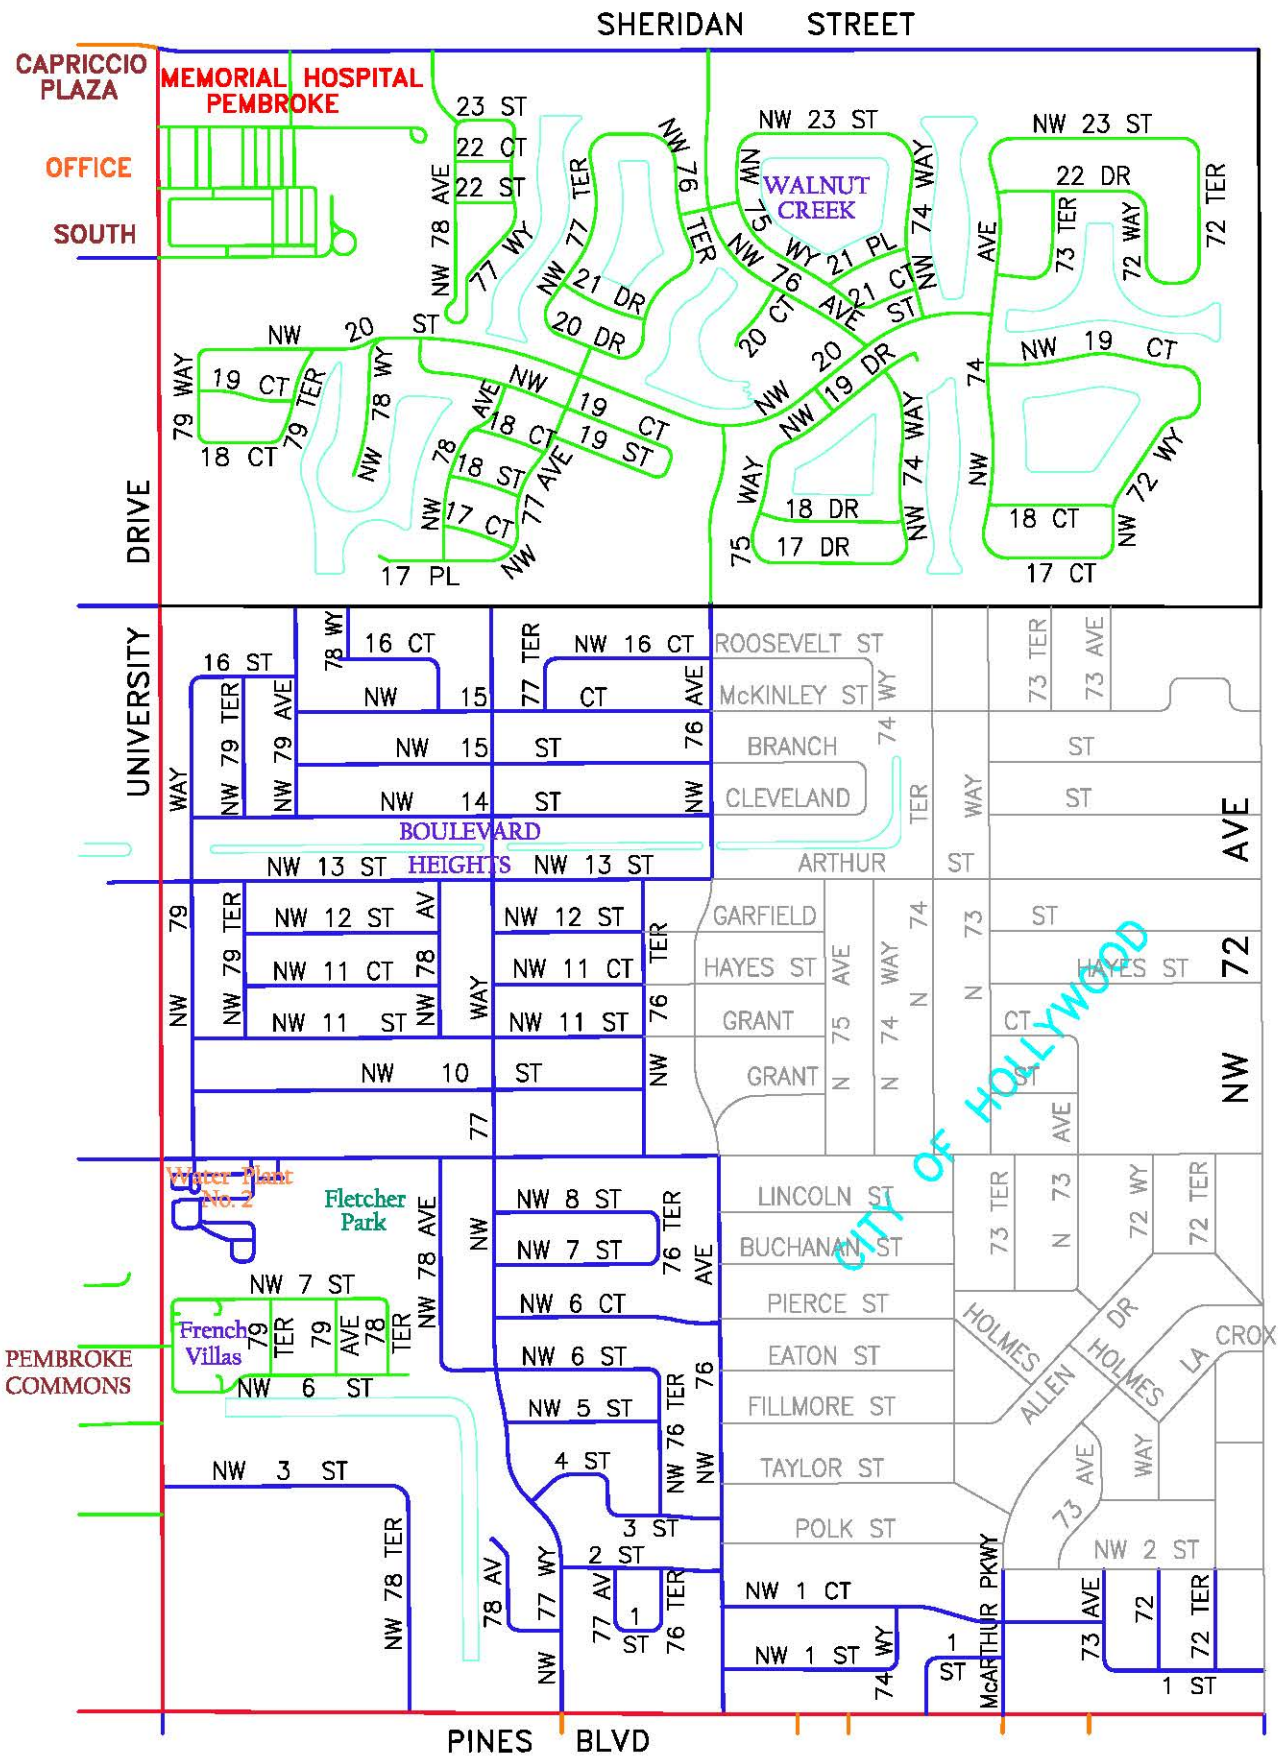 SHERIDAN STREET
CAPRICCIO
PLAZA
MEMORIAL HOSPITAL
PEMBROKE
OFFICE
SOUTH
23 ST
22 CT
22 ST
NW 78 AVE
77 WY
NW 77 TER
21 DR
20 DR
NW 76 TER
NW 23 ST
WALNUT
CREEK
NW 75 WY
21 PL
21 CT
NW 74 WAY
NW 76 AVE
20 CT
NW 20 ST
NW 23 ST
22 DR
73 TER
72 WAY
72 TER
NW 74 AVE
NW 19 CT
NW 72 WY
18 CT
17 CT
NW 20 ST
79 WAY
19 CT
79 TER
18 CT
NW 78 WY
NW 19 CT
19 ST
NW 78 AVE
18 CT
18 ST
17 CT
NW 77 AVE
17 PL
NW 19 DR
75 WAY
NW 74 WAY
18 DR
17 DR
UNIVERSITY DRIVE
78 WY
16 CT
16 ST
77 TER
NW 16 CT
NW 15 CT
NW 79 TER
NW 79 AVE
NW 76 AVE
NW 15 ST
NW 14 ST
BOULEVARD
HEIGHTS
NW 13 ST
NW 13 ST
NW 79 WAY
NW 79 TER
NW 12 ST
NW 11 CT
NW 11 ST
NW 78 AV
NW 77 WAY
NW 12 ST
NW 11 CT
NW 11 ST
NW 76 TER
NW 10 ST
ROOSEVELT ST
McKINLEY ST
74 WY
73 TER
73 AVE
BRANCH ST
CLEVELAND ST
ARTHUR ST
N 74 TER
N 73 WAY
GARFIELD ST
HAYES ST
HAYES ST
GRANT CT
GRANT ST
N 75 AVE
N 74 WAY
NW 72 AVE
CITY OF HOLLYWOOD
Water Plant
No. 2
Fletcher
Park
NW 78 AVE
NW 8 ST
NW 7 ST
76 TER
NW 6 CT
NW 6 ST
NW 5 ST
NW 76 TER
NW 76 AVE
4 ST
3 ST
2 ST
NW 7 ST
French
Villas
79 TER
79 AVE
78 TER
NW 6 ST
PEMBROKE
COMMONS
NW 3 ST
NW 78 TER
78 AV
NW 77 WY
77 AV
1 ST
76 TER
LINCOLN ST
BUCHANAN ST
PIERCE ST
EATON ST
FILLMORE ST
TAYLOR ST
POLK ST
73 TER
N 73 AVE
72 WY
72 TER
HOLMES
ALLEN DR
HOLMES
LA CROX
73 AVE
WAY
NW 2 ST
NW 1 CT
NW 1 ST
74 WY
1 ST
McARTHUR PKWY
73 AVE
72
72 TER
1 ST
PINES BLVD